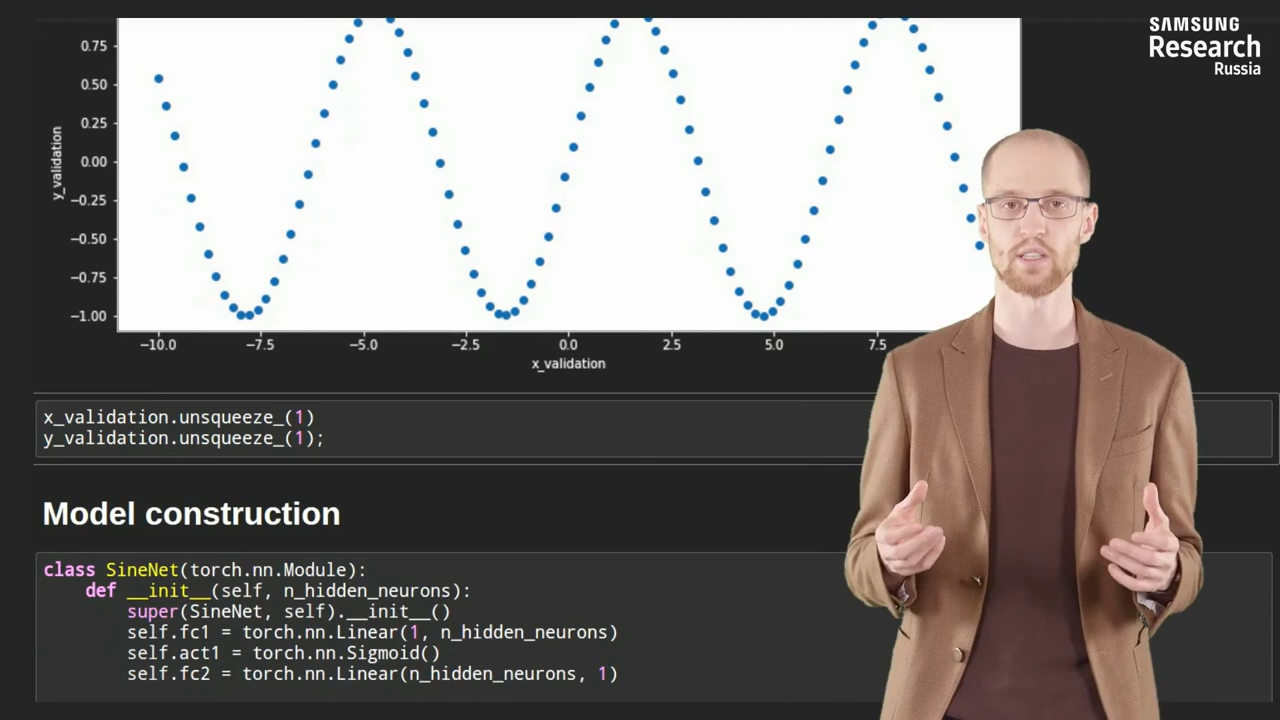 SAMSUNG
Research
Russia
0.75
0.50
0.25
0.00
−0.25
−0.50
−0.75
−1.00
y_validation
−10.0 −7.5 −5.0 −2.5 0.0 2.5 5.0 7.5
x_validation
x_validation.unsqueeze_(1)
y_validation.unsqueeze_(1);
Model construction
class SineNet(torch.nn.Module):
    def __init__(self, n_hidden_neurons):
        super(SineNet, self).__init__()
        self.fc1 = torch.nn.Linear(1, n_hidden_neurons)
        self.act1 = torch.nn.Sigmoid()
        self.fc2 = torch.nn.Linear(n_hidden_neurons, 1)